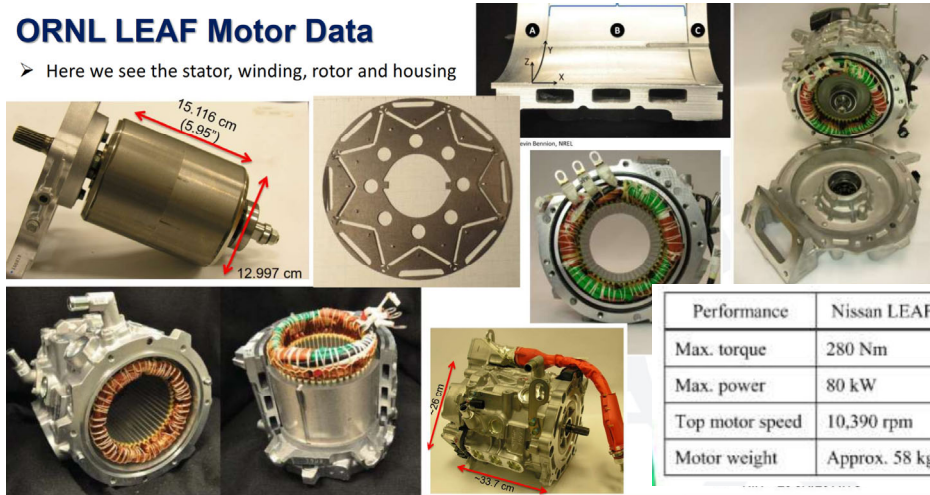 ORNL LEAF Motor Data
➢ Here we see the stator, winding, rotor and housing
15.116 cm
(5.95")
12.997 cm
A
B
C
Y
Z
X
evin Bennion, NREL
~26 cm
~33.7 cm
Performance Nissan LEAF
Max. torque 280 Nm
Max. power 80 kW
Top motor speed 10,390 rpm
Motor weight Approx. 58 kg